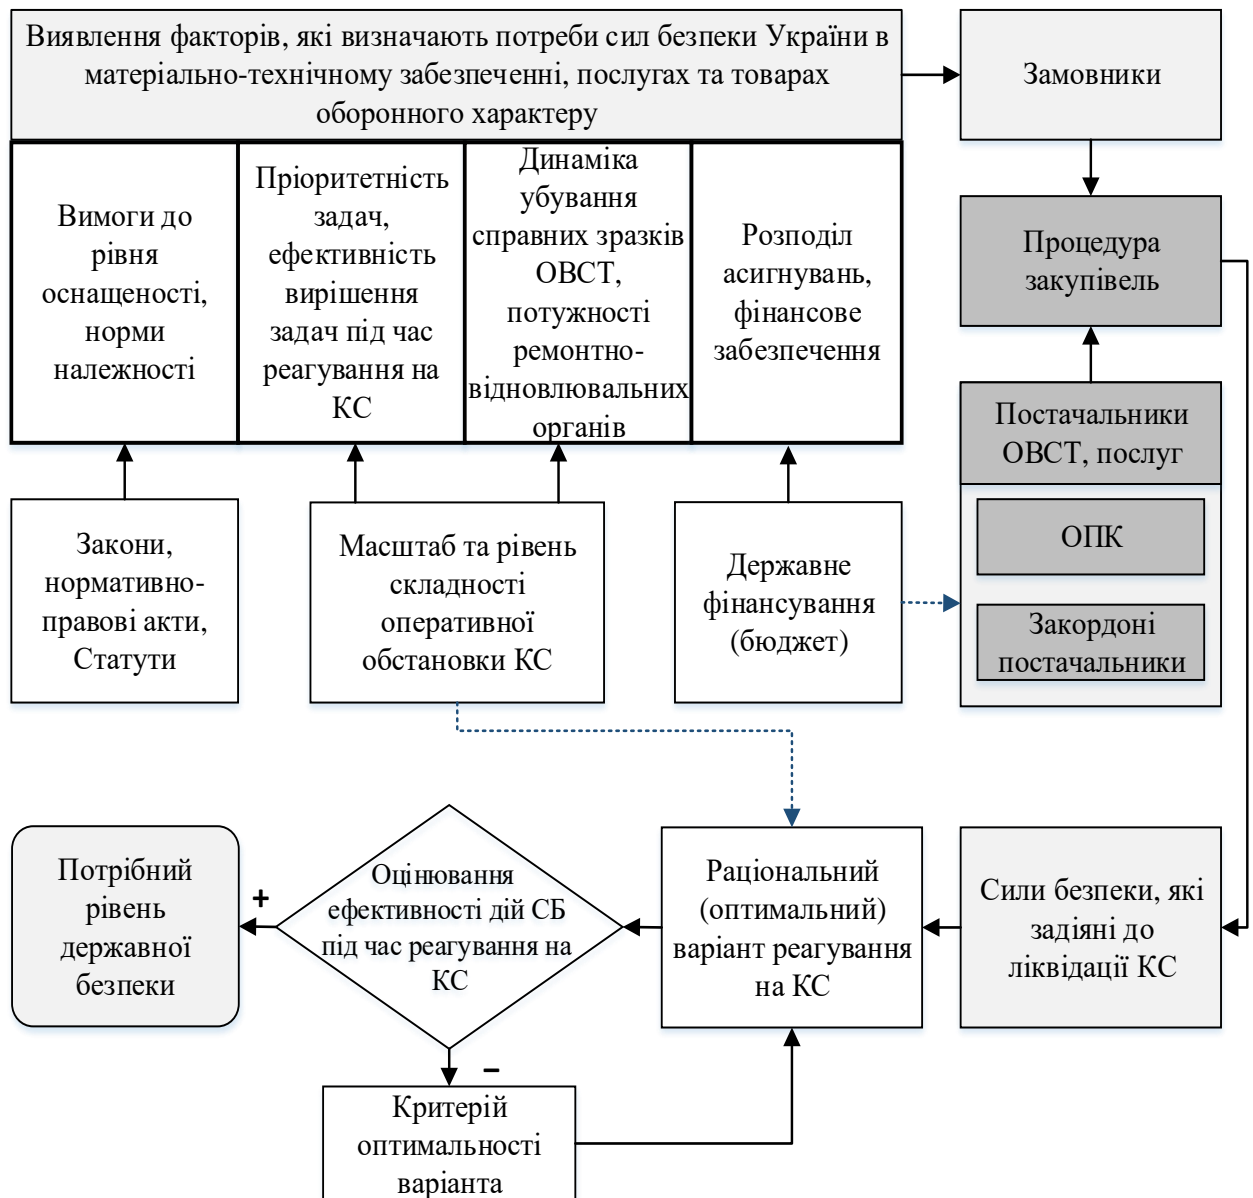 Виявлення факторів, які визначають потреби сил безпеки України в
матеріально-технічному забезпеченні, послугах та товарах
оборонного характеру
Замовники
Вимоги до
рівня
оснащеності,
норми
належності
Пріоритетність
задач,
ефективність
вирішення
задач під час
реагування на
КС
Динаміка
убування
справних зразків
ОВСТ,
потужності
ремонтно-
відновлювальних
органів
Розподіл
асигнувань,
фінансове
забезпечення
Процедура
закупівель
Постачальники
ОВСТ, послуг
ОПК
Закордоні
постачальники
Закони,
нормативно-
правові акти,
Статути
Масштаб та рівень
складності
оперативної
обстановки КС
Державне
фінансування
(бюджет)
Потрібний
рівень
державної
безпеки
+
Оцінювання
ефективності дій СБ
під час реагування на
КС
–
Раціональний
(оптимальний)
варіант реагування
на КС
Сили безпеки, які
задіяні до
ліквідації КС
Критерій
оптимальності
варіанта